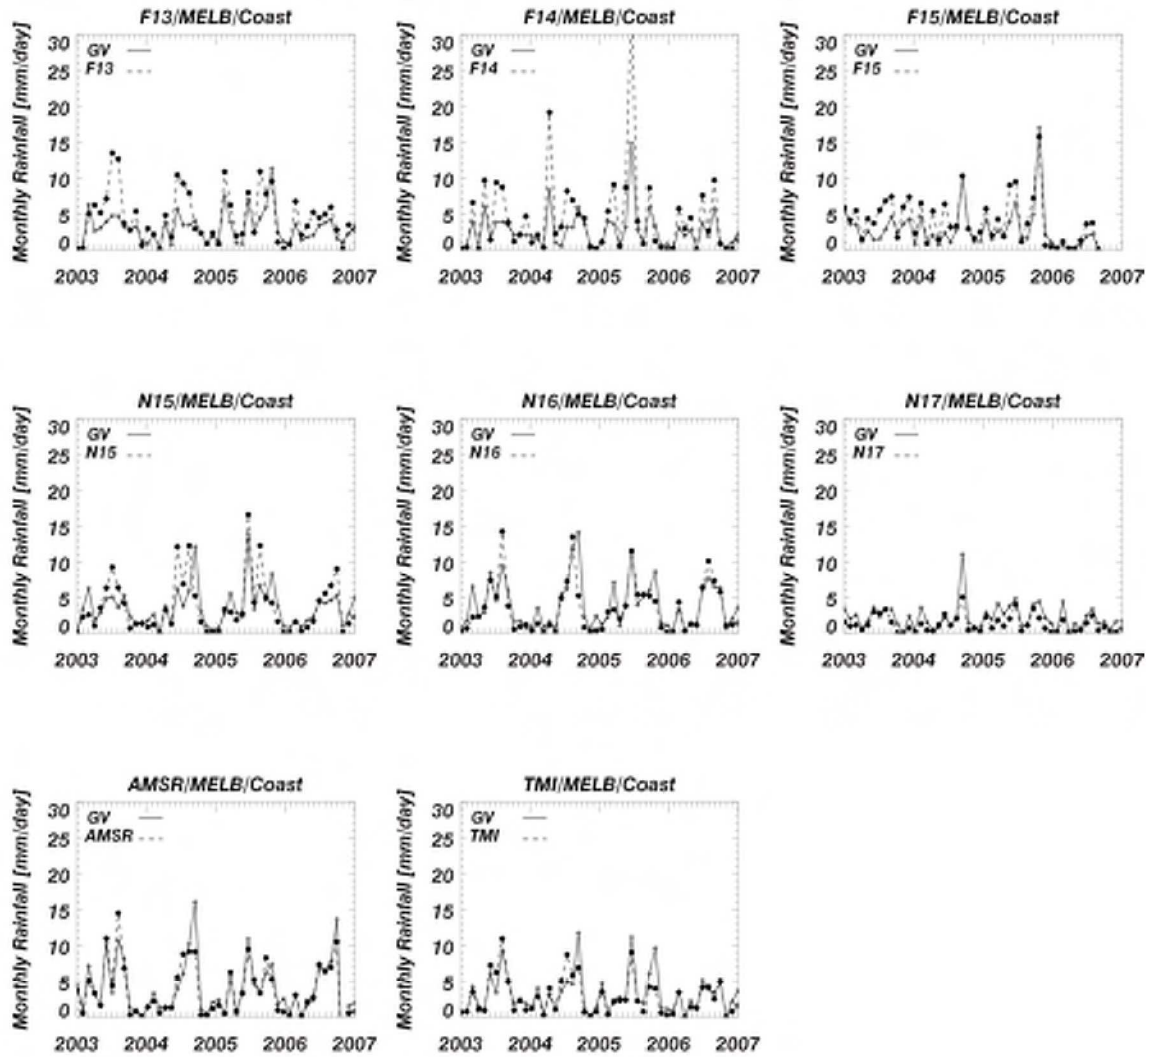 F13/MELB/Coast
Monthly Rainfall [mm/day]
30
25
20
15
10
5
0
GV
F13
2003 2004 2005 2006 2007
F14/MELB/Coast
Monthly Rainfall [mm/day]
30
25
20
15
10
5
0
GV
F14
2003 2004 2005 2006 2007
F15/MELB/Coast
Monthly Rainfall [mm/day]
30
25
20
15
10
5
0
GV
F15
2003 2004 2005 2006 2007
N15/MELB/Coast
Monthly Rainfall [mm/day]
30
25
20
15
10
5
0
GV
N15
2003 2004 2005 2006 2007
N16/MELB/Coast
Monthly Rainfall [mm/day]
30
25
20
15
10
5
0
GV
N16
2003 2004 2005 2006 2007
N17/MELB/Coast
Monthly Rainfall [mm/day]
30
25
20
15
10
5
0
GV
N17
2003 2004 2005 2006 2007
AMSR/MELB/Coast
Monthly Rainfall [mm/day]
30
25
20
15
10
5
0
GV
AMSR
2003 2004 2005 2006 2007
TMI/MELB/Coast
Monthly Rainfall [mm/day]
30
25
20
15
10
5
0
GV
TMI
2003 2004 2005 2006 2007